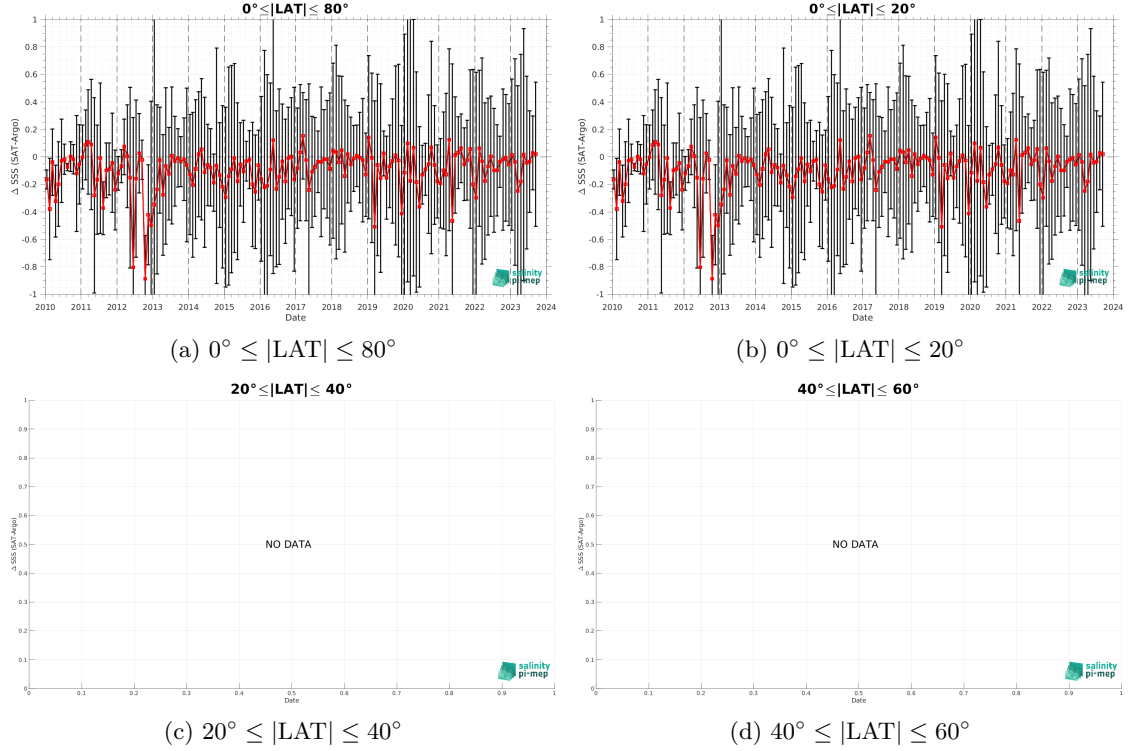 0°≤|LAT|≤ 80°
Δ SSS (SAT-Argo)
1
0.8
0.6
0.4
0.2
0
-0.2
-0.4
-0.6
-0.8
-1
2010 2011 2012 2013 2014 2015 2016 2017 2018 2019 2020 2021 2022 2023 2024
Date
salinity
pi-mep
(a) 0° ≤ |LAT| ≤ 80°
0°≤|LAT|≤ 20°
Δ SSS (SAT-Argo)
1
0.8
0.6
0.4
0.2
0
-0.2
-0.4
-0.6
-0.8
-1
2010 2011 2012 2013 2014 2015 2016 2017 2018 2019 2020 2021 2022 2023 2024
Date
salinity
pi-mep
(b) 0° ≤ |LAT| ≤ 20°
20°≤|LAT|≤ 40°
Δ SSS (SAT-Argo)
1
0.9
0.8
0.7
0.6
0.5
0.4
0.3
0.2
0.1
0
NO DATA
0 0.1 0.2 0.3 0.4 0.5 0.6 0.7 0.8 0.9 1
Date
salinity
pi-mep
(c) 20° ≤ |LAT| ≤ 40°
40°≤|LAT|≤ 60°
Δ SSS (SAT-Argo)
1
0.9
0.8
0.7
0.6
0.5
0.4
0.3
0.2
0.1
0
NO DATA
0 0.1 0.2 0.3 0.4 0.5 0.6 0.7 0.8 0.9 1
Date
salinity
pi-mep
(d) 40° ≤ |LAT| ≤ 60°